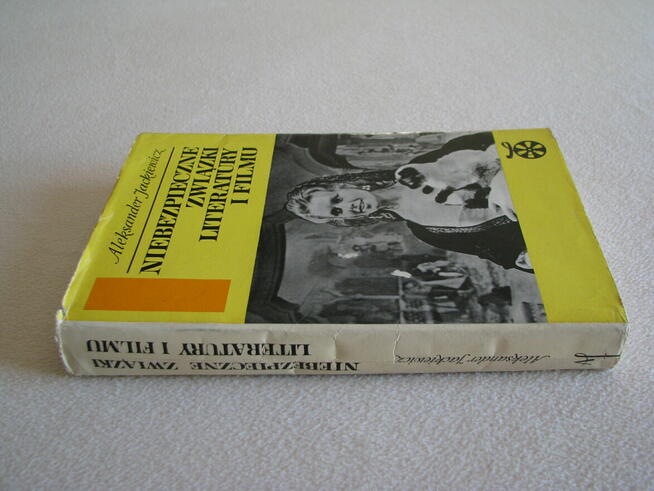 Aleksander Jackiewicz
NIEBEZPIECZNE
ZWIĄZKI
LITERATURY
I FILMU
NIEBEZPIECZNE ZWIĄZKI
LITERATURY I FILMU
Aleksander Jackiewicz